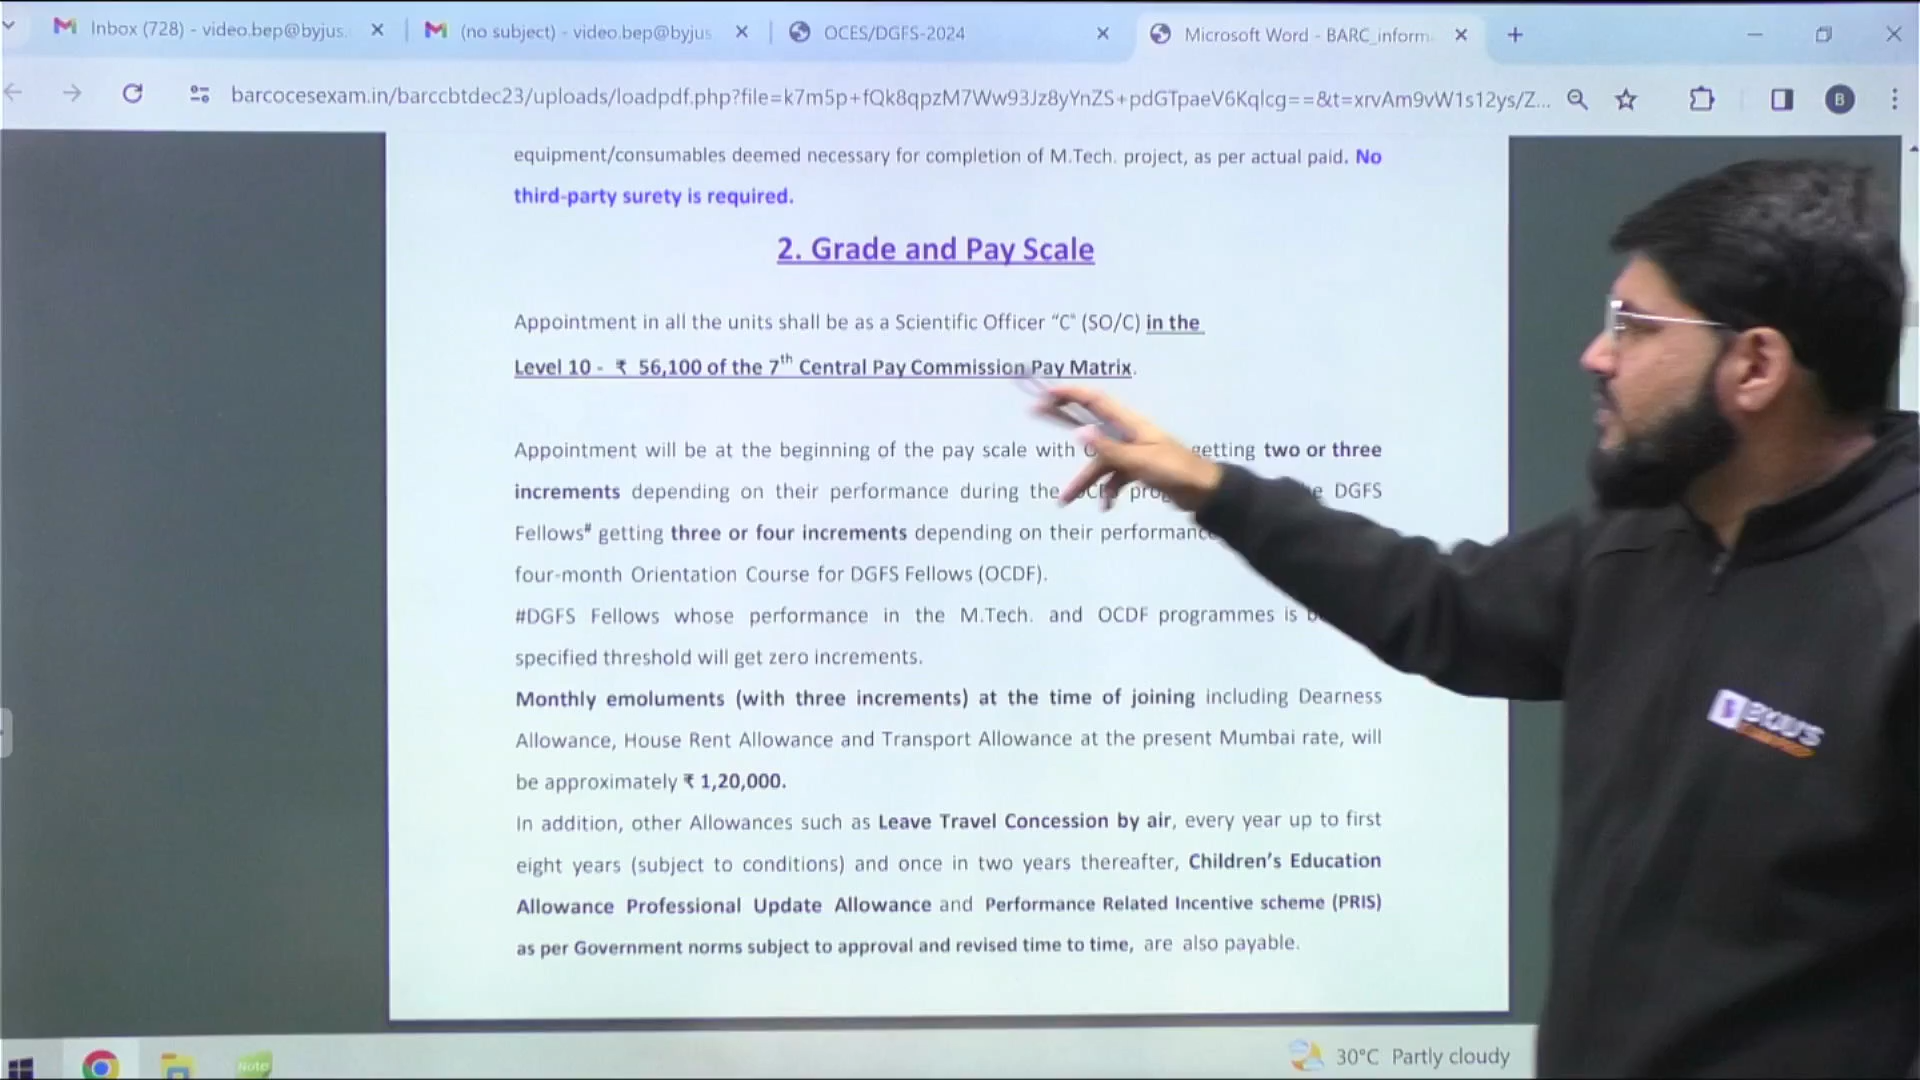 Inbox (728) - video.bep@byjus.
(no subject) - video.bep@byjus
OCES/DGFS-2024
Microsoft Word - BARC_inform
barcocesexam.in/barccbtdec23/uploads/loadpdf.php?file=k7m5p+fQk8qpzM7Ww93Jz8yYnZS+pdGTpaeV6Kqlcg==&t=xrvAm9vW1s12ys/Z...
B
equipment/consumables deemed necessary for completion of M.Tech. project, as per actual paid. No
third-party surety is required.
2. Grade and Pay Scale
Appointment in all the units shall be as a Scientific Officer “C” (SO/C) in the
Level 10 - ₹ 56,100 of the 7th Central Pay Commission Pay Matrix.
Appointment will be at the beginning of the pay scale with getting two or three
increments depending on their performance during the DGFS
Fellows# getting three or four increments depending on their performance
four-month Orientation Course for DGFS Fellows (OCDF).
#DGFS Fellows whose performance in the M.Tech. and OCDF programmes is
specified threshold will get zero increments.
Monthly emoluments (with three increments) at the time of joining including Dearness
Allowance, House Rent Allowance and Transport Allowance at the present Mumbai rate, will
be approximately ₹ 1,20,000.
In addition, other Allowances such as Leave Travel Concession by air, every year up to first
eight years (subject to conditions) and once in two years thereafter, Children’s Education
Allowance Professional Update Allowance and Performance Related Incentive scheme (PRIS)
as per Government norms subject to approval and revised time to time, are also payable.
BYJU'S
Note
30°C Partly cloudy